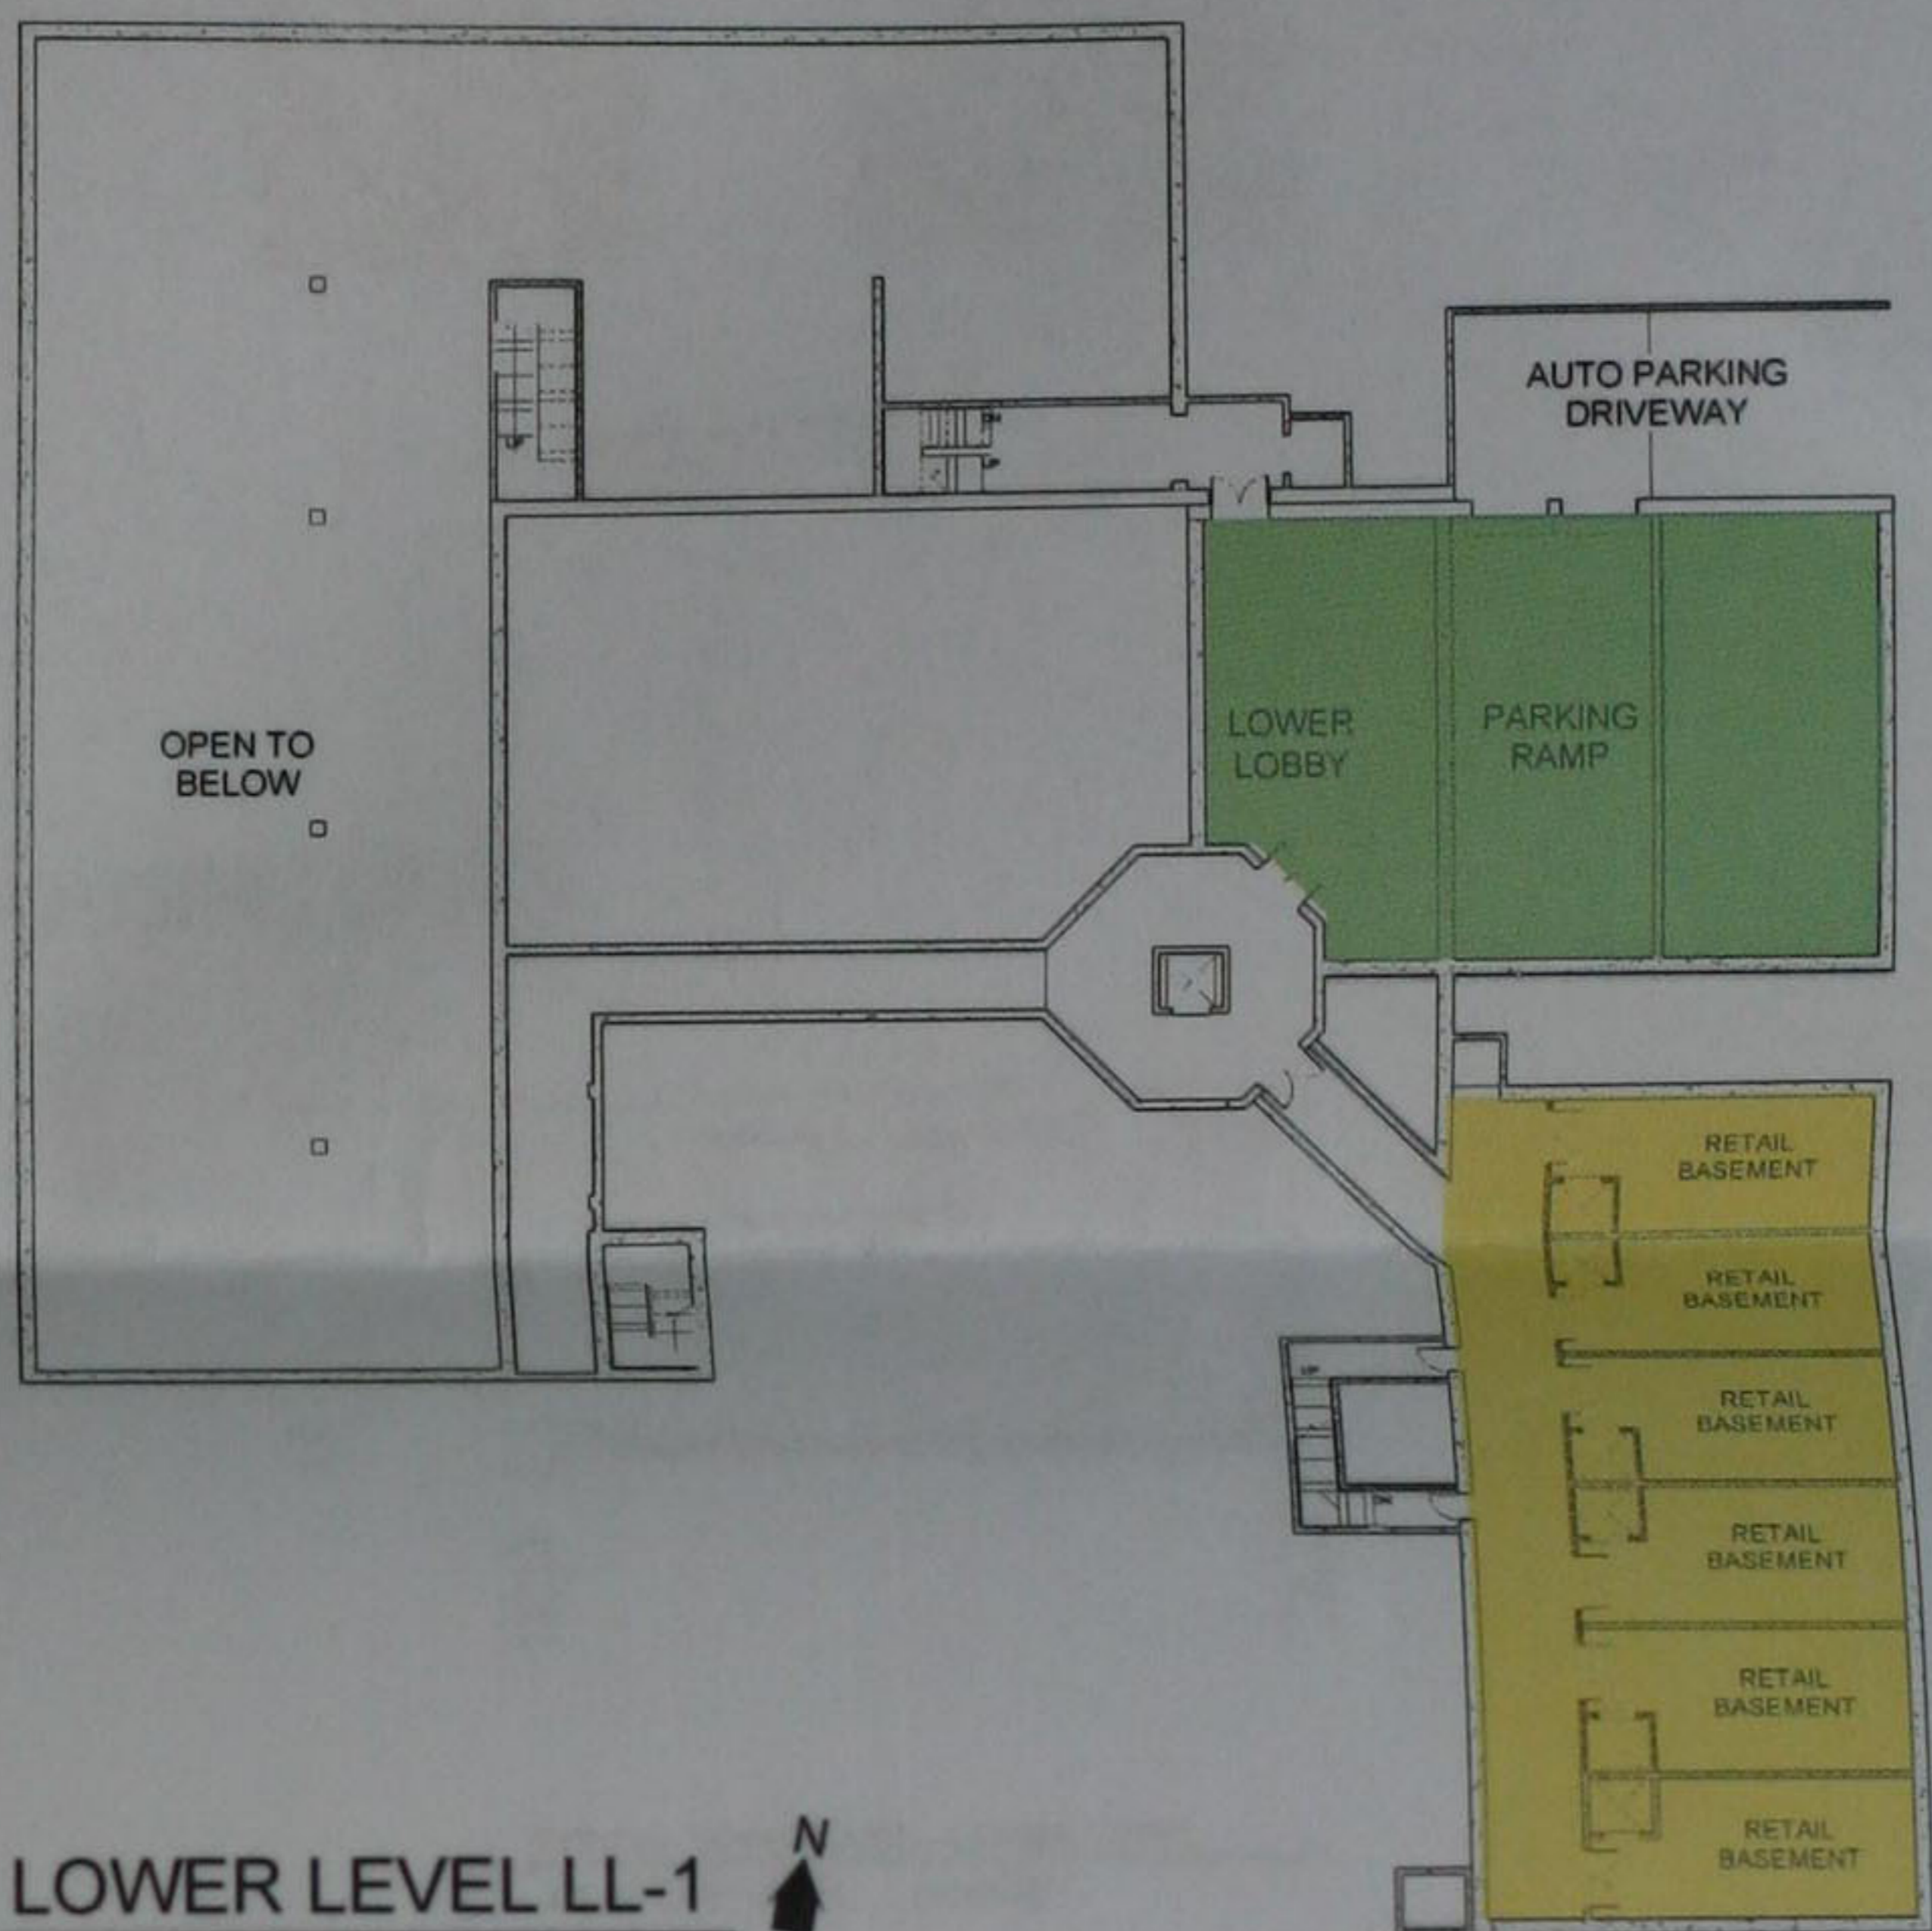 AUTO PARKING
DRIVEWAY
LOWER
LOBBY
PARKING
RAMP
OPEN TO
BELOW
RETAIL
BASEMENT
RETAIL
BASEMENT
UP
RETAIL
BASEMENT
RETAIL
BASEMENT
RETAIL
BASEMENT
RETAIL
BASEMENT
N
LOWER LEVEL LL-1